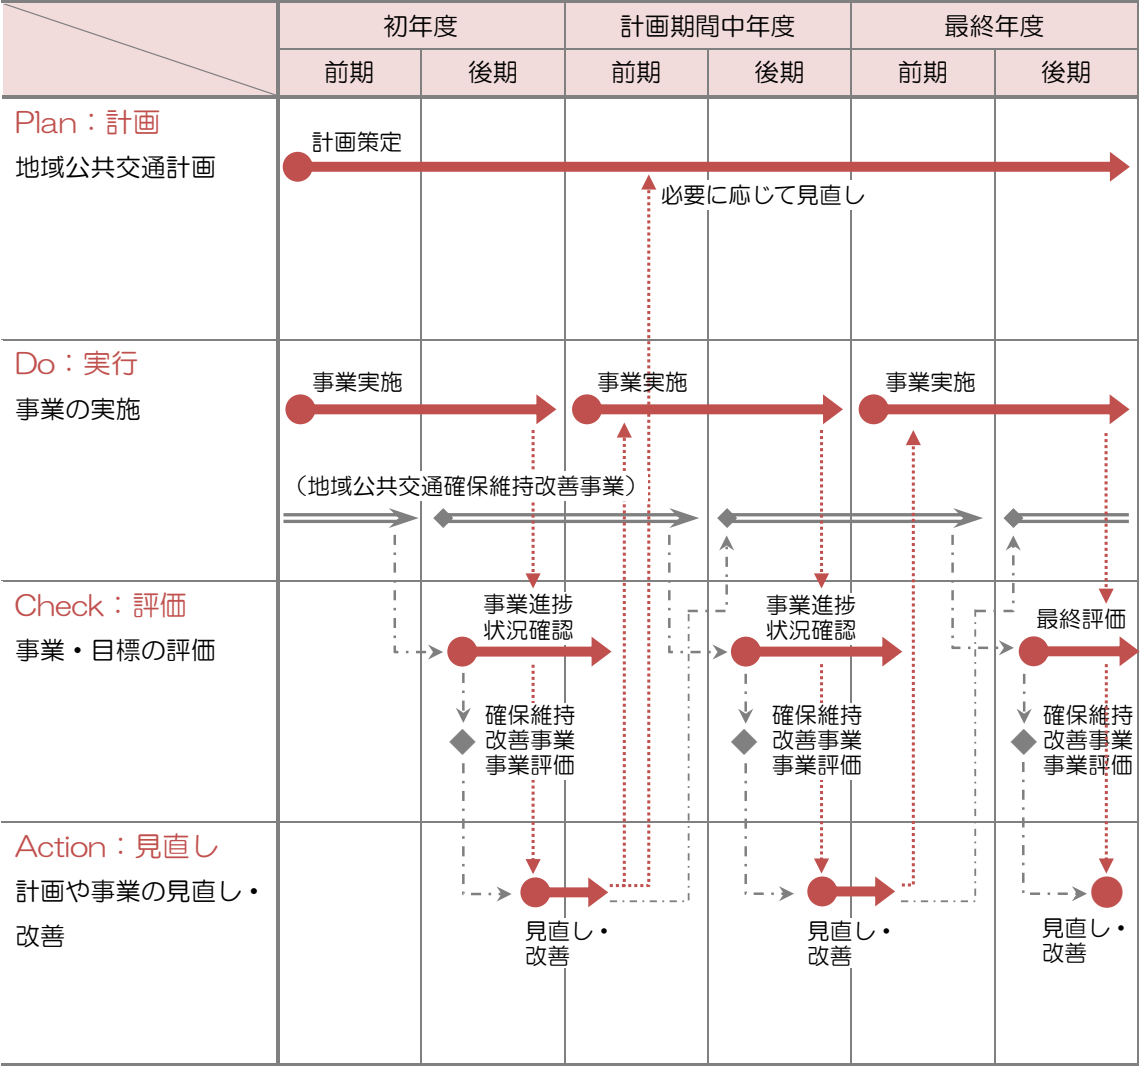 初年度
計画期間中年度
最終年度
前期
後期
前期
後期
前期
後期
Plan：計画
地域公共交通計画
計画策定
必要に応じて見直し
Do：実行
事業の実施
事業実施
事業実施
事業実施
（地域公共交通確保維持改善事業）
Check：評価
事業・目標の評価
事業進捗
状況確認
事業進捗
状況確認
最終評価
確保維持
改善事業
事業評価
確保維持
改善事業
事業評価
確保維持
改善事業
事業評価
Action：見直し
計画や事業の見直し・
改善
見直し・
改善
見直し・
改善
見直し・
改善